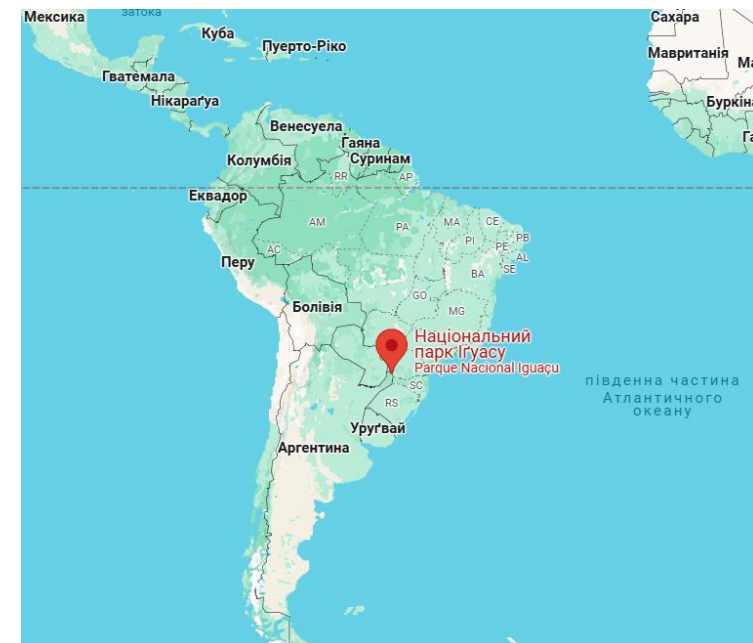 Мексика
затока
Куба
Пуерто-Ріко
Сахара
Мавританія
Гватемала
Нікараґуа
Буркін
Венесуела
Ґаяна
Колумбія
Суринам
RR
AP
Еквадор
AM
PA
MA
CE
PI
PB
PE
AL
AC
SE
Перу
BA
GO
Болівія
MG
Національний
парк Іґуасу
Parque Nacional Iguaçu
SC
південна частина
Атлантичного
океану
RS
Уруґвай
Аргентина